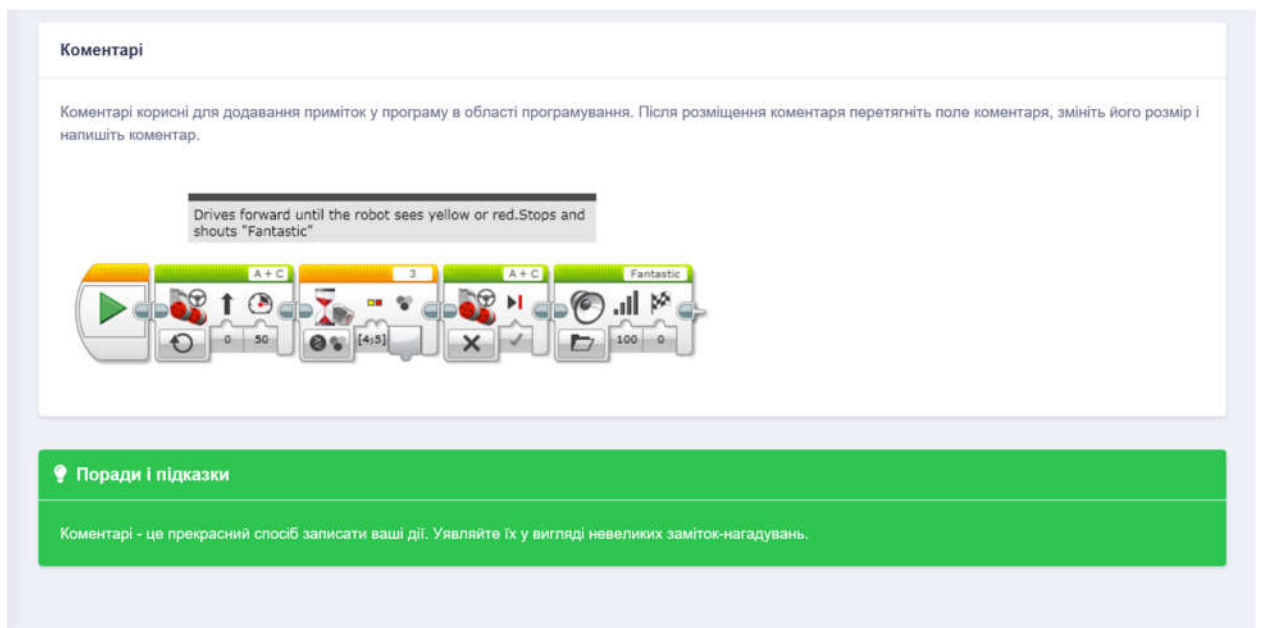 Коментарі
Коментарі корисні для додавання приміток у програму в області програмування. Після розміщення коментаря перетягніть поле коментаря, змініть його розмір і
напишіть коментар.
Drives forward until the robot sees yellow or red.Stops and
shouts "Fantastic"
A + C
3
A + C
Fantastic
0
50
[4;5]
100
0
Поради і підказки
Коментарі - це прекрасний спосіб записати ваші дії. Уявляйте їх у вигляді невеликих заміток-нагадувань.